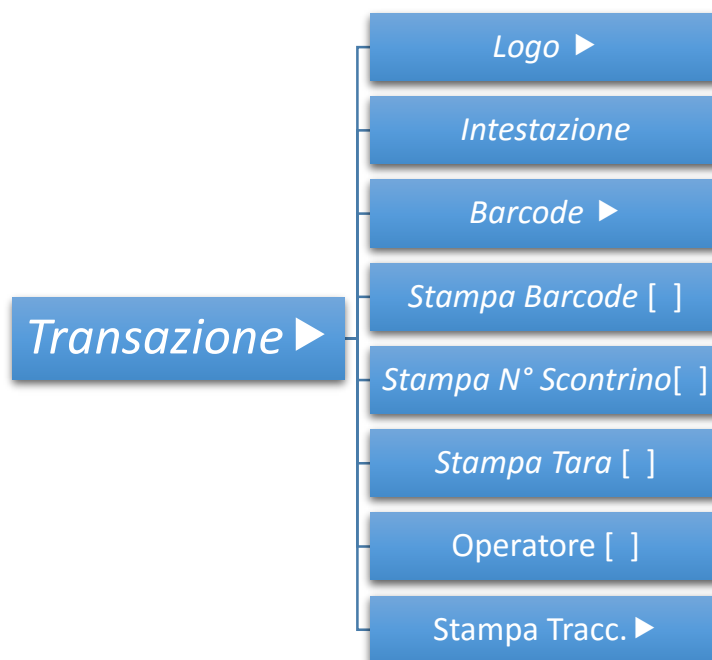 Logo ▶
Intestazione
Barcode ▶
Stampa Barcode [ ]
Transazione ▶
Stampa N° Scontrino[ ]
Stampa Tara [ ]
Operatore [ ]
Stampa Tracc. ▶